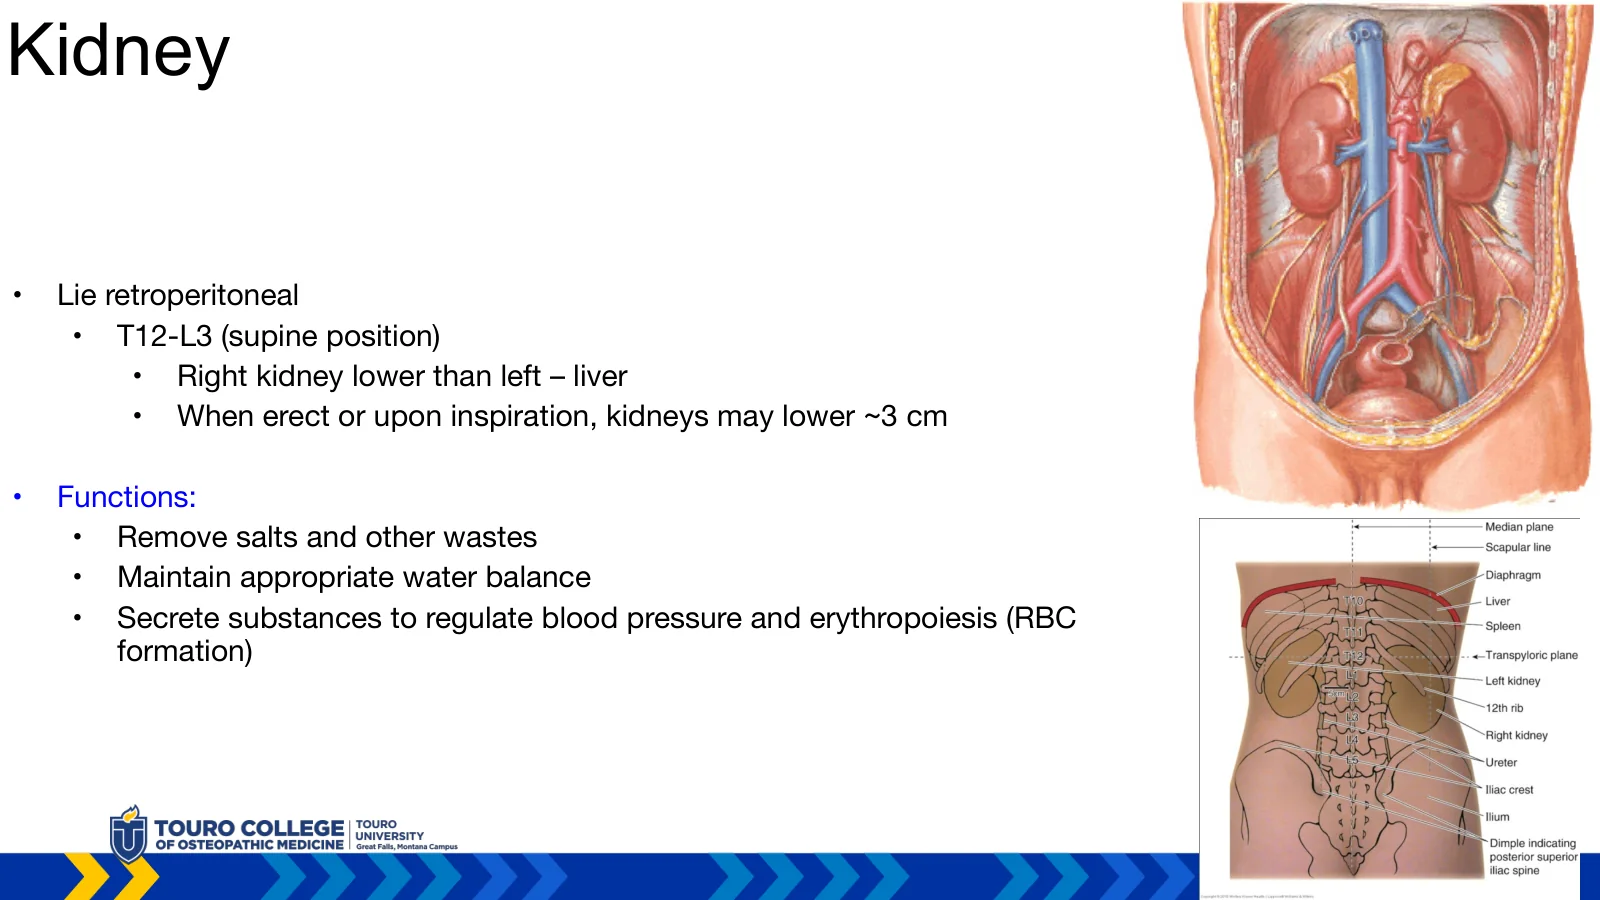 Kidney
• Lie retroperitoneal
• T12-L3 (supine position)
• Right kidney lower than left – liver
• When erect or upon inspiration, kidneys may lower ~3 cm
• Functions:
• Remove salts and other wastes
• Maintain appropriate water balance
• Secrete substances to regulate blood pressure and erythropoiesis (RBC
formation)
Median plane
Scapular line
Diaphragm
Liver
Spleen
Transpyloric plane
Left kidney
12th rib
Right kidney
Ureter
Iliac crest
Ilium
Dimple indicating
posterior superior
iliac spine
T10
T11
T12
L1
L2
L3
L4
L5
TOURO COLLEGE
OF OSTEOPATHIC MEDICINE
TOURO
UNIVERSITY
Great Falls, Montana Campus